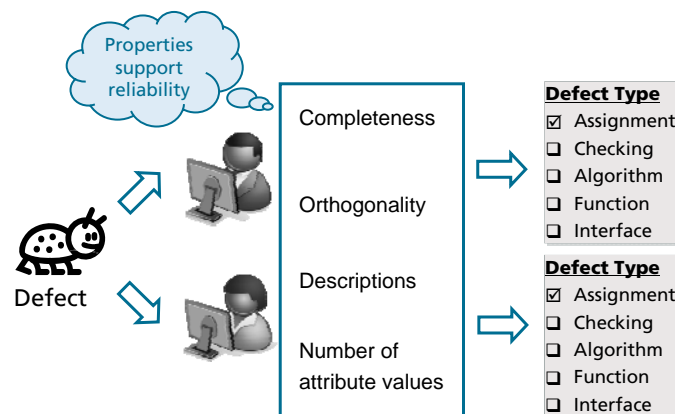 Properties
support
reliability
Defect
Completeness
Orthogonality
Descriptions
Number of
attribute values
Defect Type
☑ Assignment
❑ Checking
❑ Algorithm
❑ Function
❑ Interface
Defect Type
☑ Assignment
❑ Checking
❑ Algorithm
❑ Function
❑ Interface